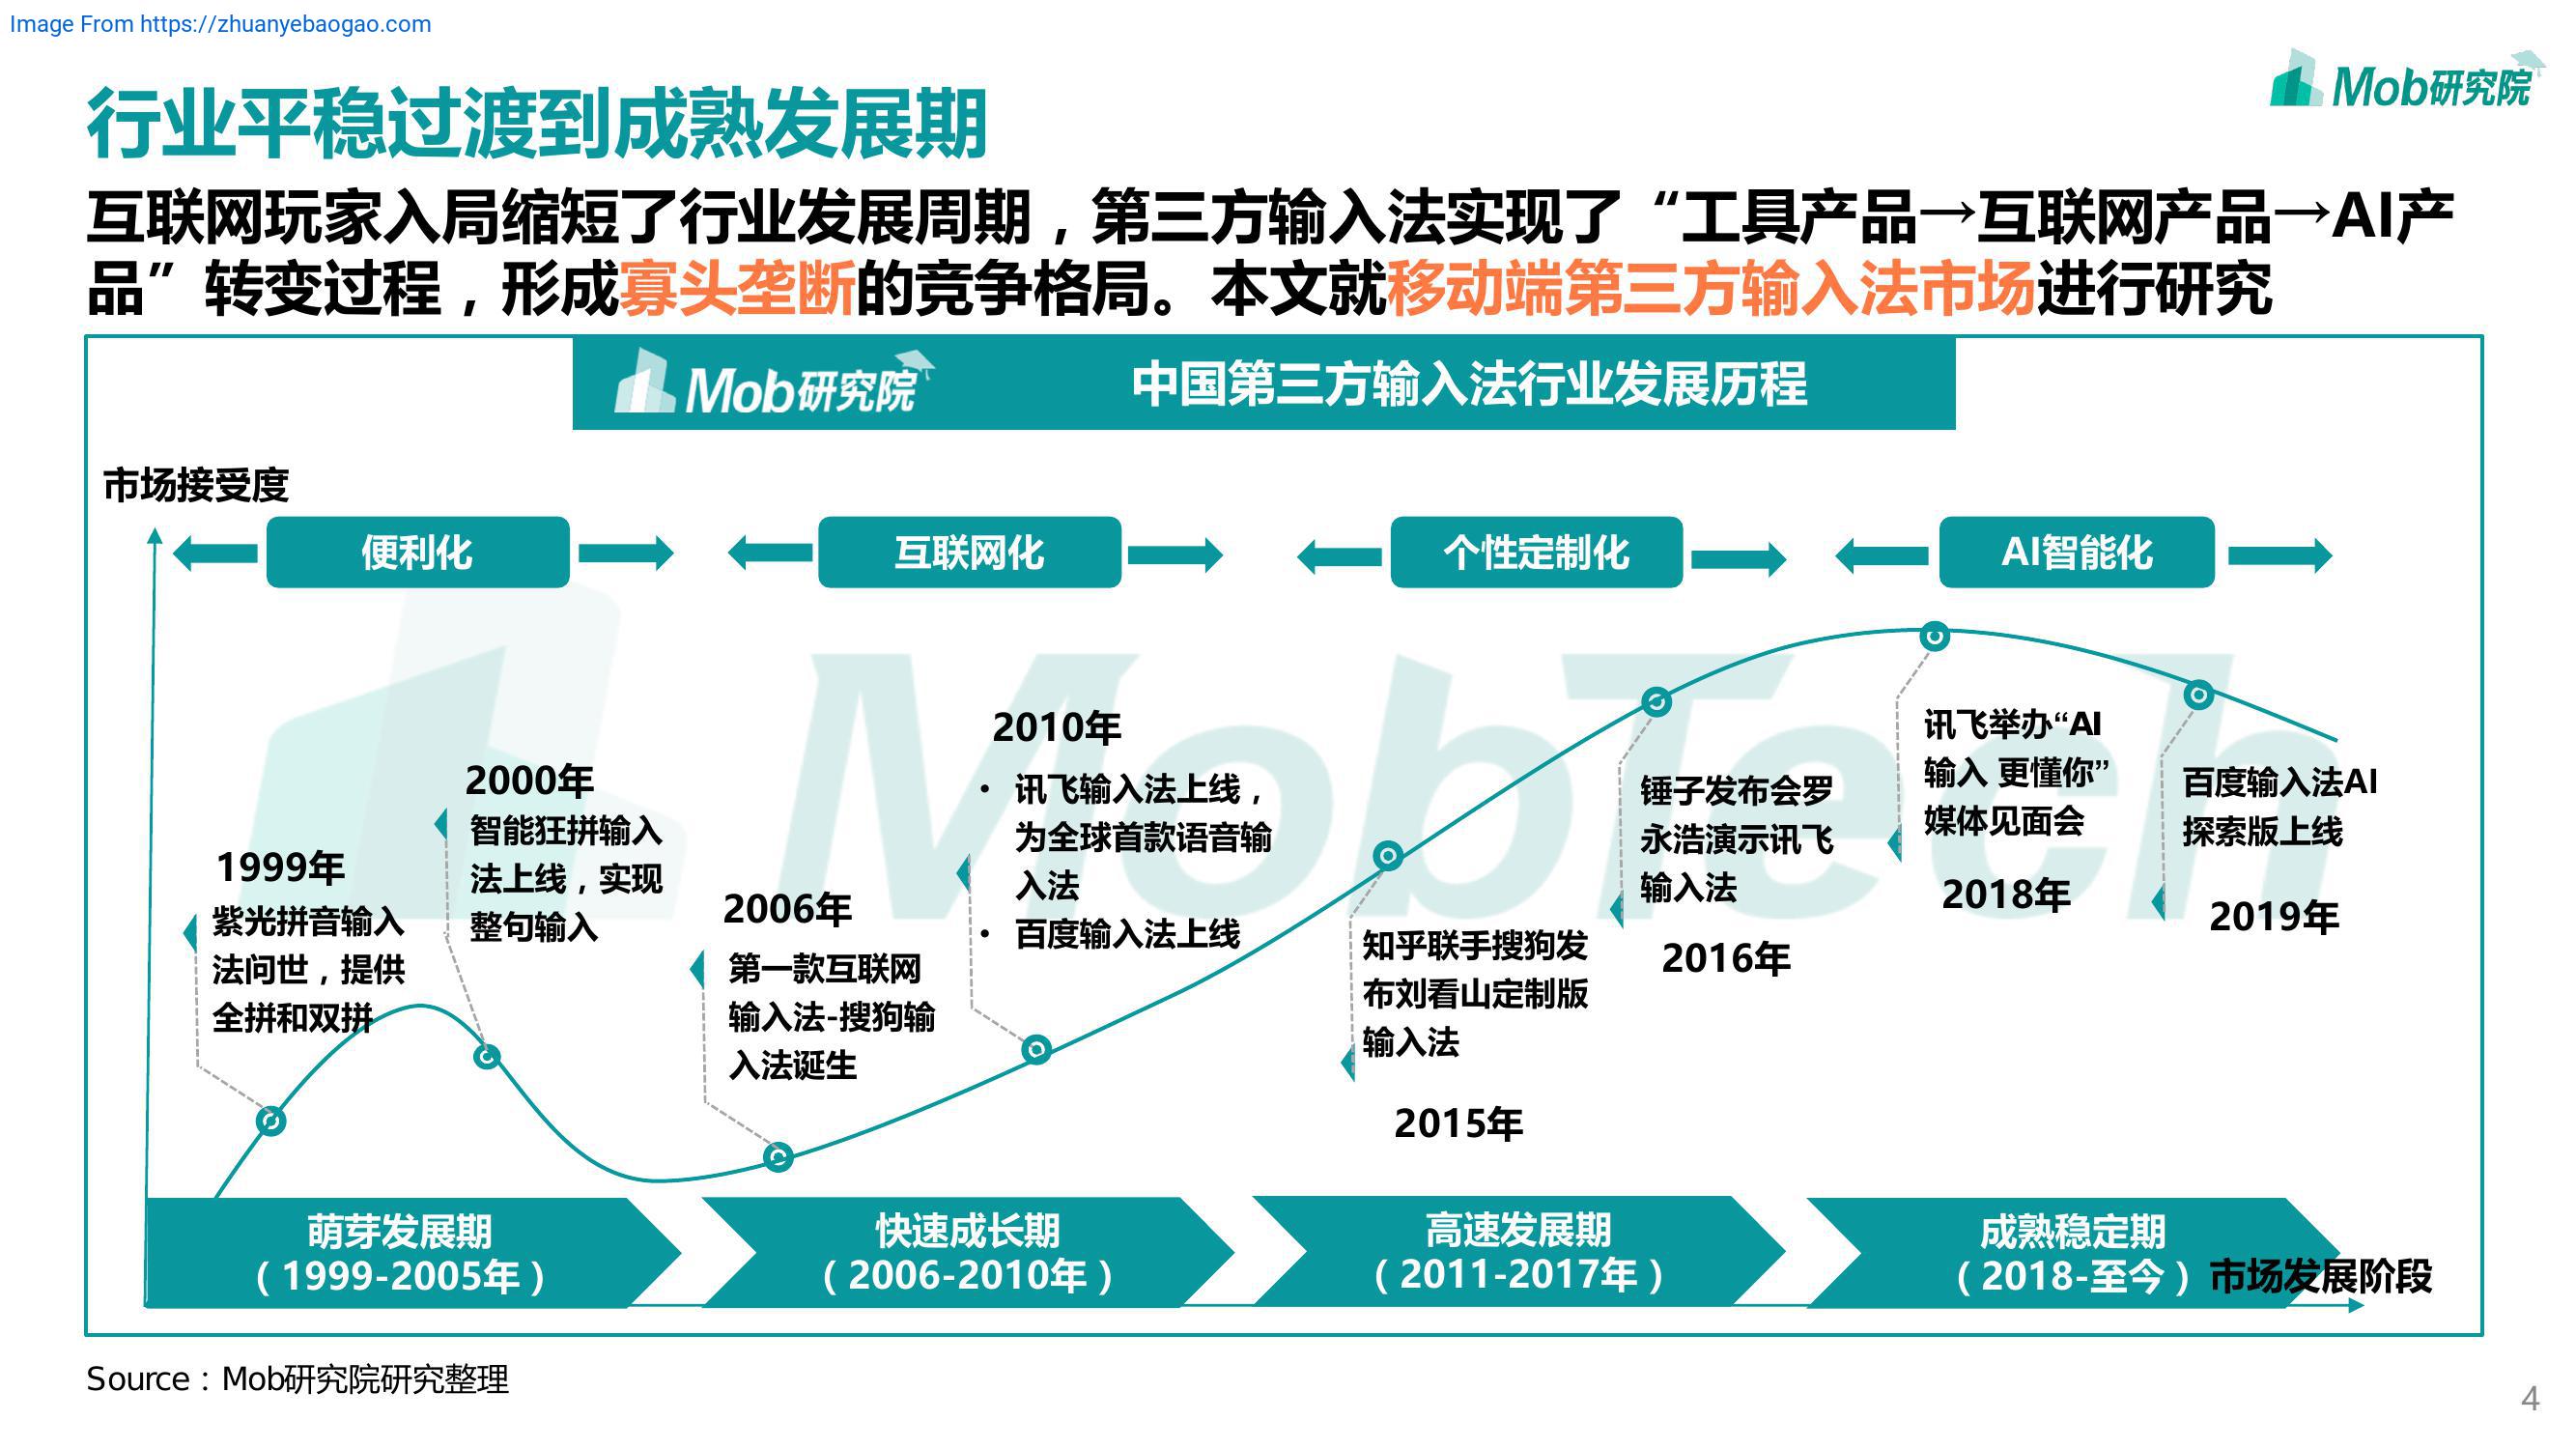 Image From https://zhuanyebaogao.com
Mob研究院
行业平稳过渡到成熟发展期
互联网玩家入局缩短了行业发展周期，第三方输入法实现了“工具产品→互联网产品→AI产
品”转变过程，形成寡头垄断的竞争格局。本文就移动端第三方输入法市场进行研究
Mob研究院
中国第三方输入法行业发展历程
市场接受度
便利化
互联网化
个性定制化
AI智能化
MobTech
1999年
紫光拼音输入
法问世，提供
全拼和双拼
2000年
智能狂拼输入
法上线，实现
整句输入
2006年
第一款互联网
输入法-搜狗输
入法诞生
2010年
• 讯飞输入法上线，
为全球首款语音输
入法
• 百度输入法上线
知乎联手搜狗发
布刘看山定制版
输入法
2015年
锤子发布会罗
永浩演示讯飞
输入法
2016年
讯飞举办“AI
输入 更懂你”
媒体见面会
2018年
百度输入法AI
探索版上线
2019年
萌芽发展期
（1999-2005年）
快速成长期
（2006-2010年）
高速发展期
（2011-2017年）
成熟稳定期
（2018-至今）
市场发展阶段
Source：Mob研究院研究整理
4